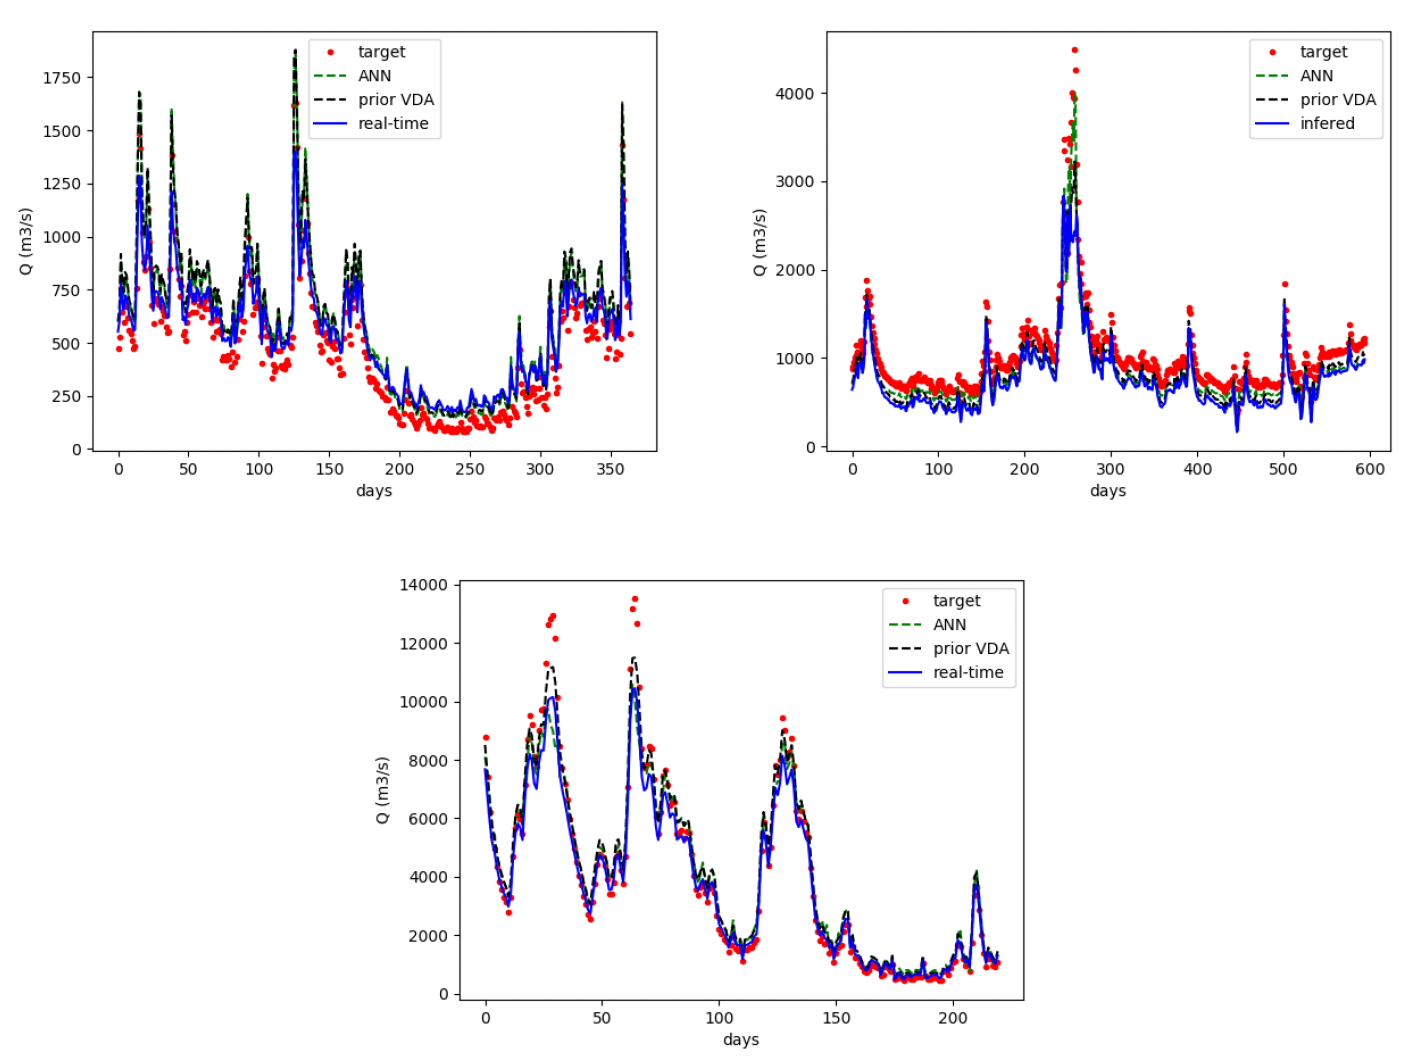 target
ANN
prior VDA
real-time
Q (m3/s)
1750
1500
1250
1000
750
500
250
0
0 50 100 150 200 250 300 350
days
target
ANN
prior VDA
infered
Q (m3/s)
4000
3000
2000
1000
0
0 100 200 300 400 500 600
days
target
ANN
prior VDA
real-time
Q (m3/s)
14000
12000
10000
8000
6000
4000
2000
0
0 50 100 150 200
days